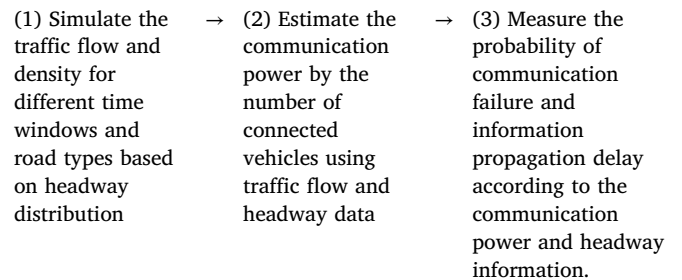 (1) Simulate the
traffic flow and
density for
different time
windows and
road types based
on headway
distribution
→
(2) Estimate the
communication
power by the
number of
connected
vehicles using
traffic flow and
headway data
→
(3) Measure the
probability of
communication
failure and
information
propagation delay
according to the
communication
power and headway
information.